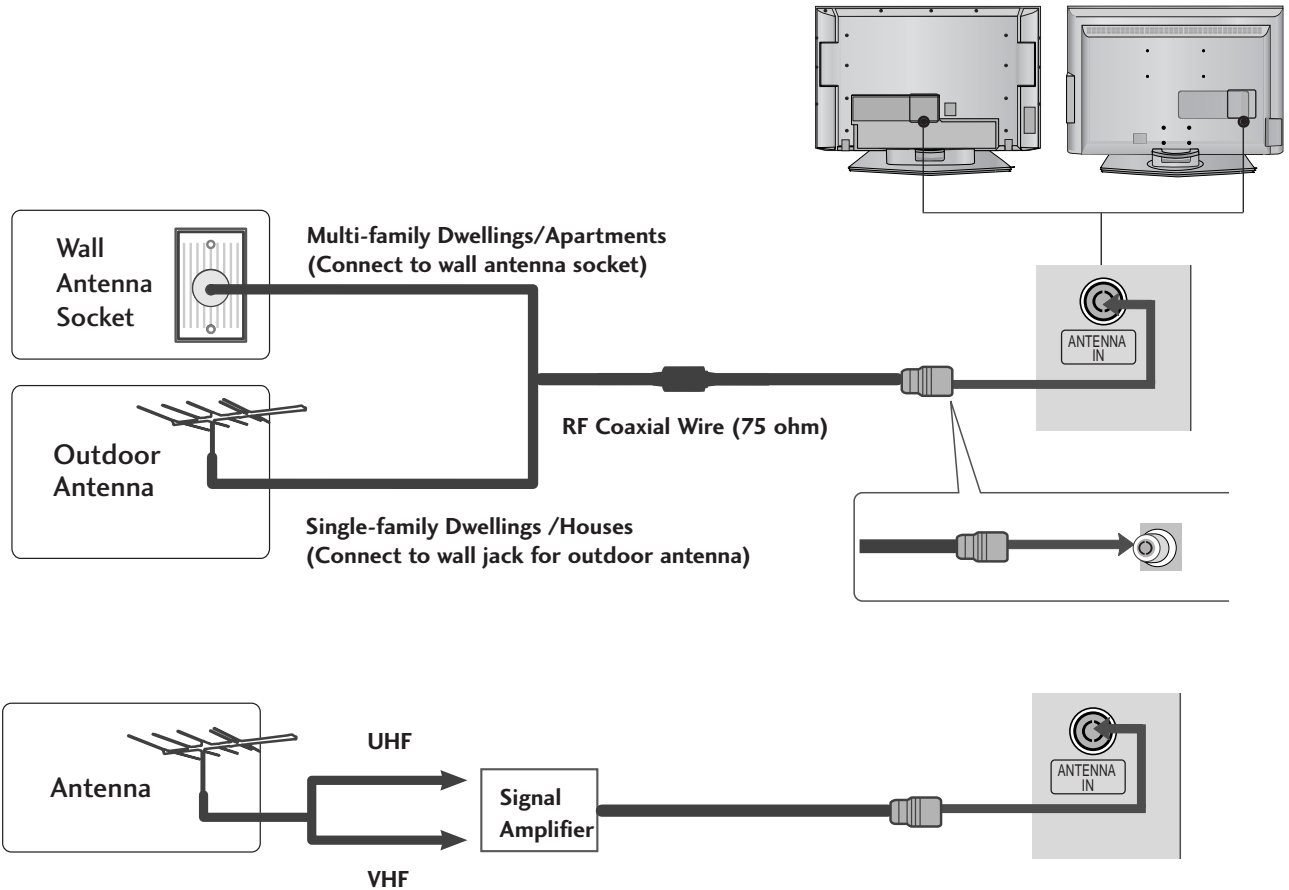 Wall
Antenna
Socket
Multi-family Dwellings/Apartments
(Connect to wall antenna socket)
ANTENNA
IN
RF Coaxial Wire (75 ohm)
Outdoor
Antenna
Single-family Dwellings /Houses
(Connect to wall jack for outdoor antenna)
Antenna
UHF
VHF
Signal
Amplifier
ANTENNA
IN